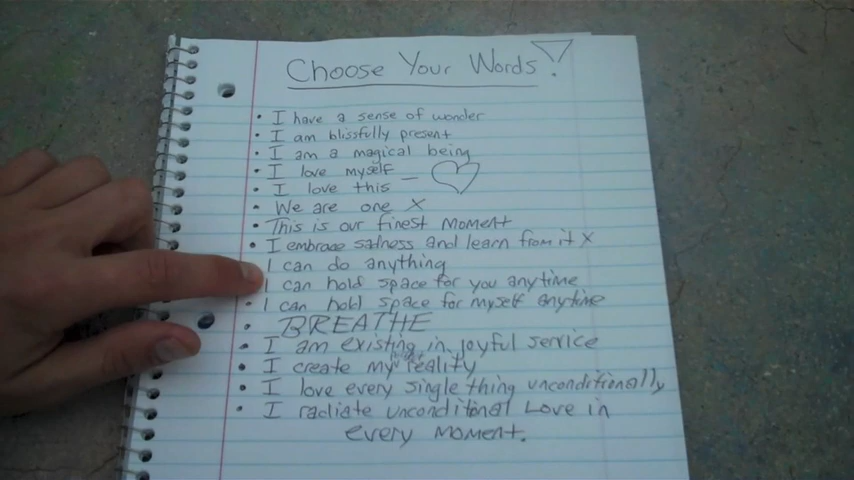 Choose Your Words!
• I have a sense of wonder
• I am blissfully present
• I am a magical being
• I love myself
• I love this —
• We are one X
• This is our finest moment
• I embrace sadness and learn from it X
I can do anything
I can hold space for you anytime
• I can hold space for myself anytime
• BREATHE
• I am existing in joyful service
• I create my reality
• I love every single thing unconditionally
• I radiate unconditional Love in
every moment.